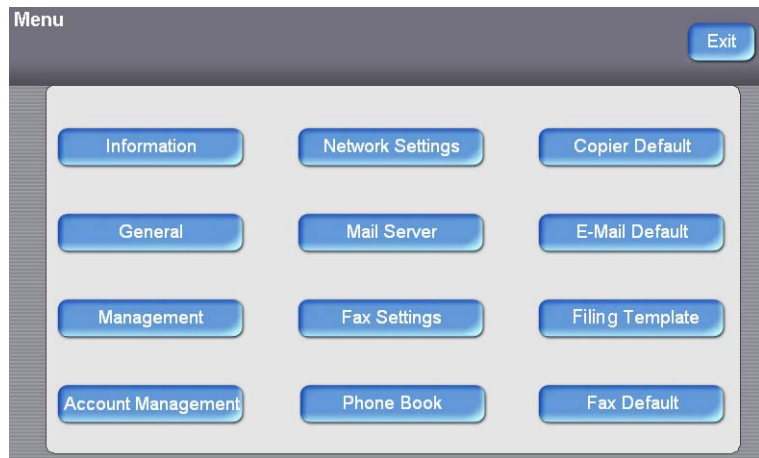 Menu
Exit
Information
Network Settings
Copier Default
General
Mail Server
E-Mail Default
Management
Fax Settings
Filing Template
Account Management
Phone Book
Fax Default